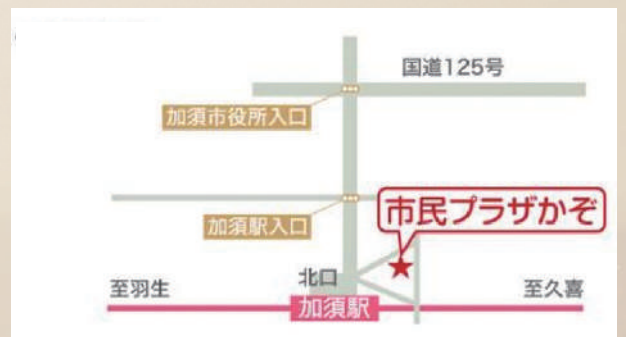 国道125号
加須市役所入口
加須駅入口
市民プラザかぞ
北口
至羽生
至久喜
加須駅